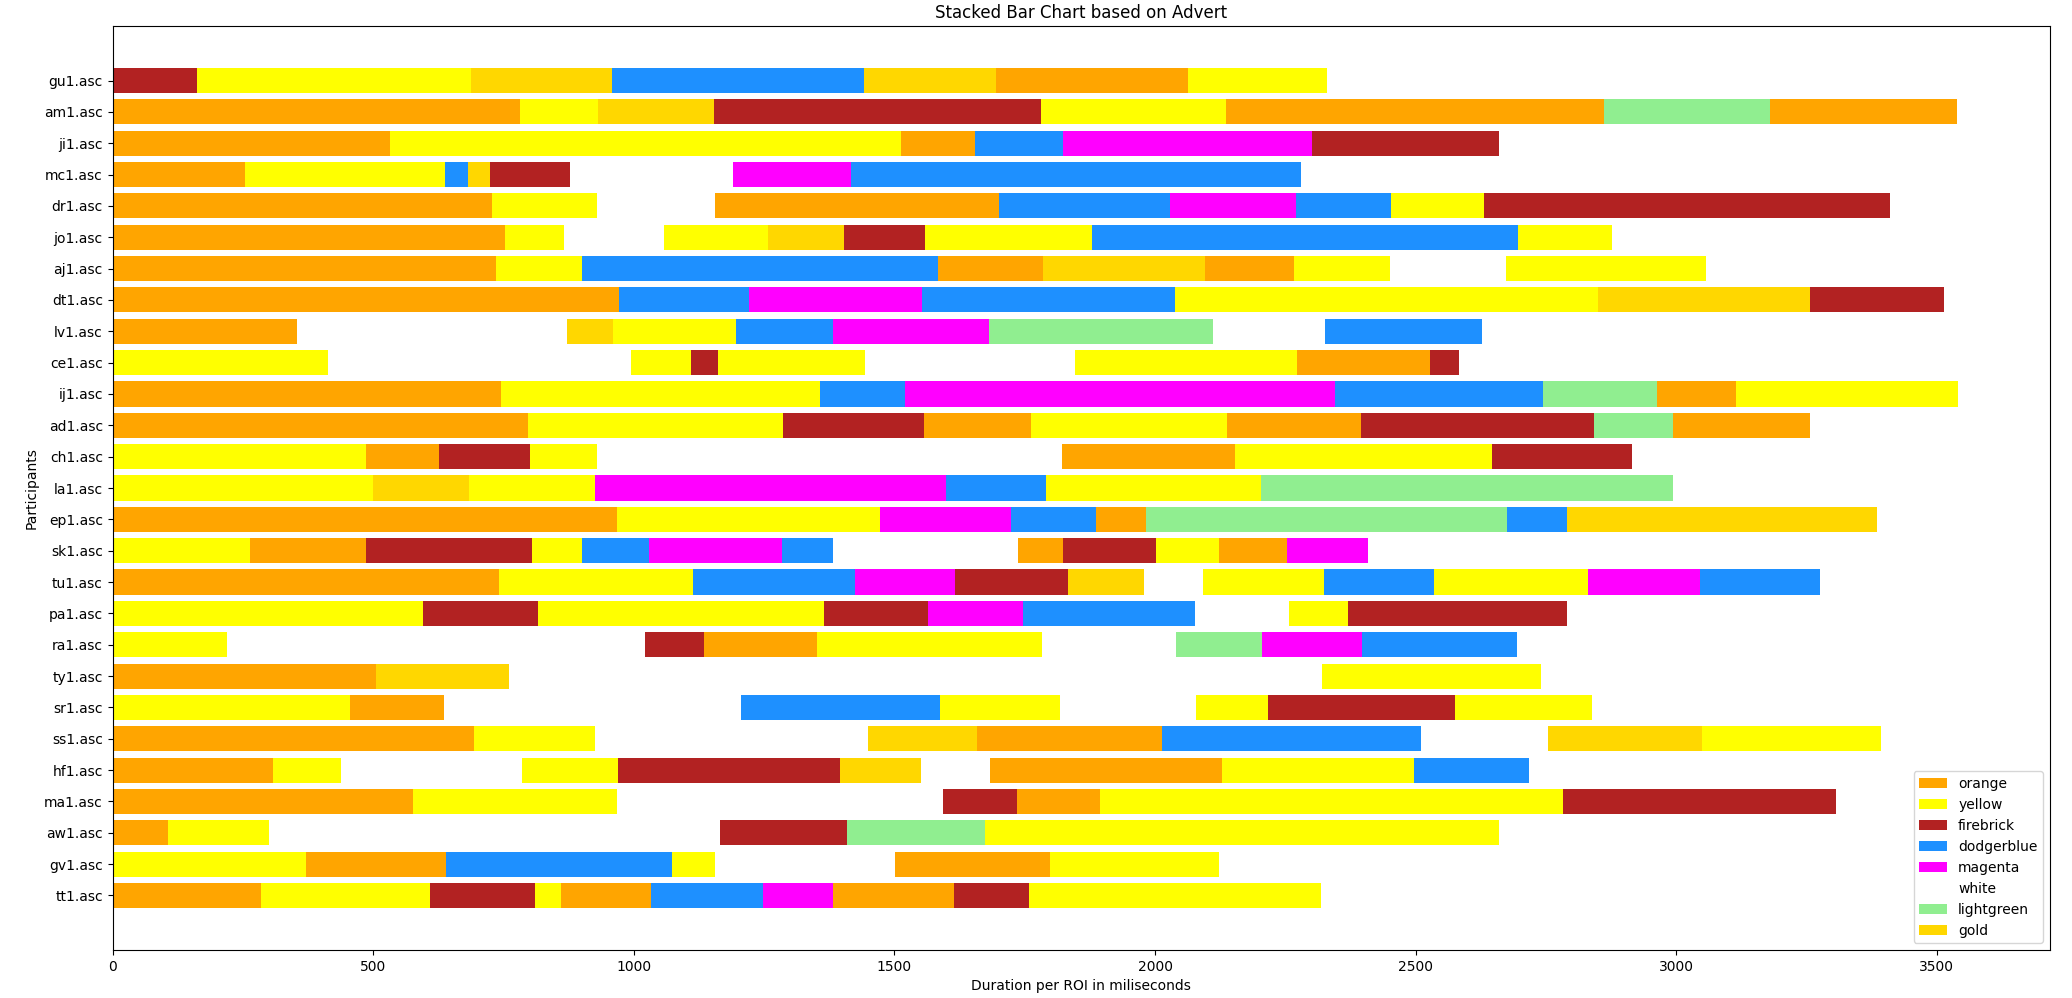 Stacked Bar Chart based on Advert
gu1.asc
am1.asc
ji1.asc
mc1.asc
dr1.asc
jo1.asc
aj1.asc
dt1.asc
lv1.asc
ce1.asc
ij1.asc
ad1.asc
ch1.asc
la1.asc
ep1.asc
sk1.asc
tu1.asc
pa1.asc
ra1.asc
ty1.asc
sr1.asc
ss1.asc
hf1.asc
ma1.asc
aw1.asc
gv1.asc
tt1.asc
Participants
0 500 1000 1500 2000 2500 3000 3500
Duration per ROI in miliseconds
orange
yellow
firebrick
dodgerblue
magenta
white
lightgreen
gold